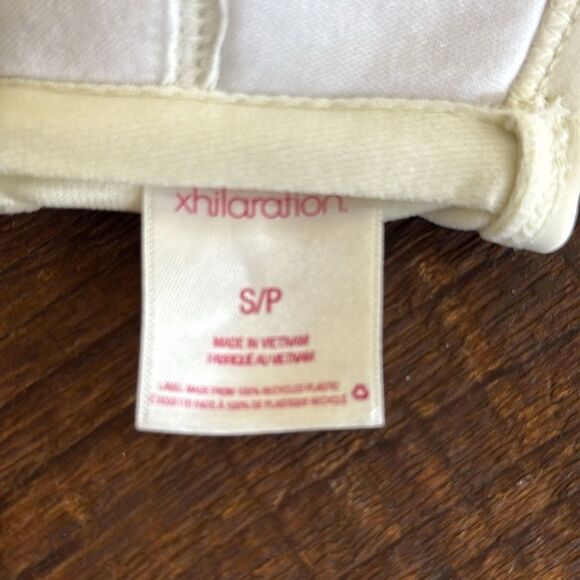 xhilaration.
S/P
MADE IN VIETNAM
FABRIQUÉ AU VIETNAM
LABEL MADE FROM 100% RECYCLED PLASTIC
ÉTIQUETTE FAITE À 100% DE PLASTIQUE RECYCLÉ